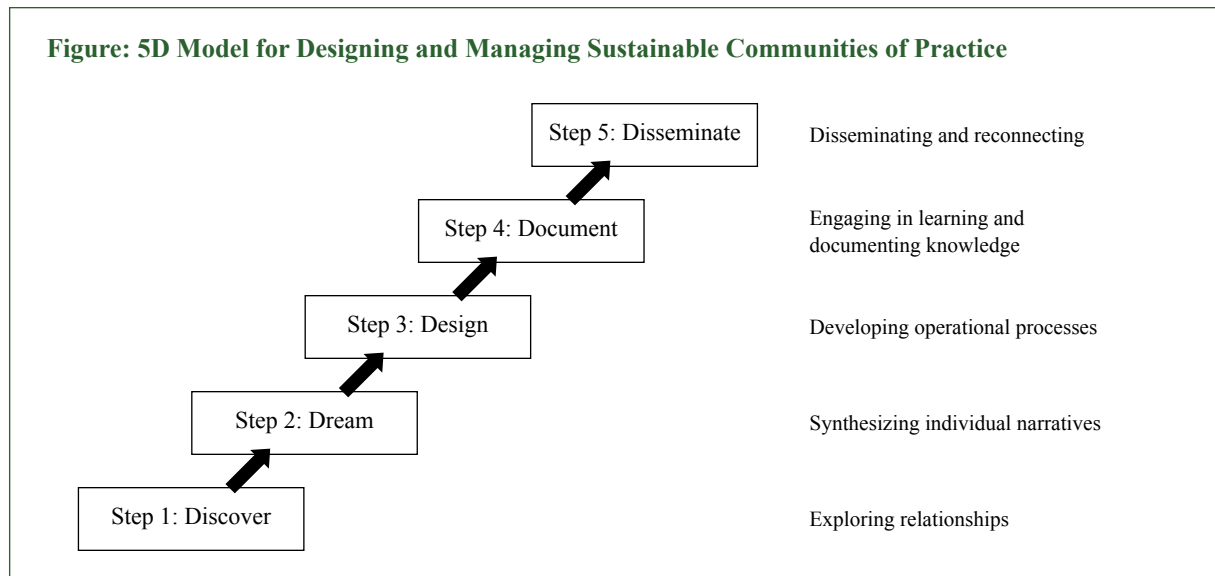 Figure: 5D Model for Designing and Managing Sustainable Communities of Practice
Step 5: Disseminate
Disseminating and reconnecting
Step 4: Document
Engaging in learning and
documenting knowledge
Step 3: Design
Developing operational processes
Step 2: Dream
Synthesizing individual narratives
Step 1: Discover
Exploring relationships